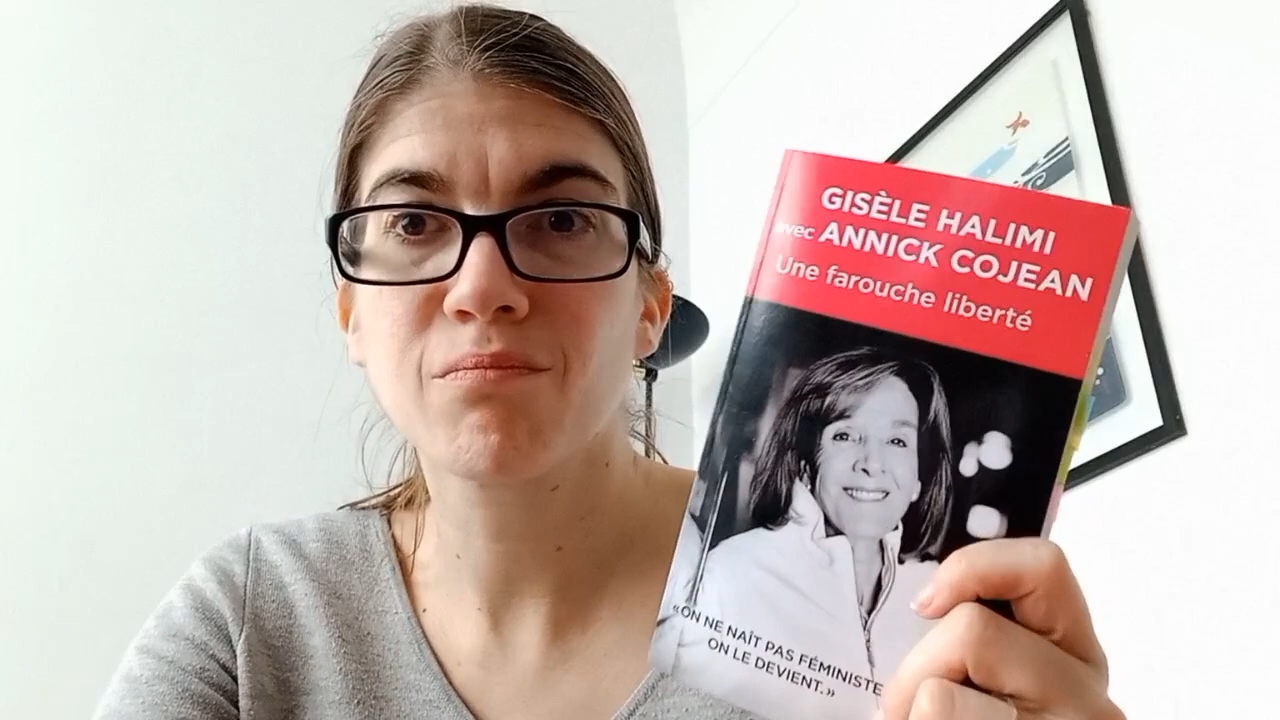 GISÈLE HALIMI
avec ANNICK COJEAN
Une farouche liberté
«ON NE NAÎT PAS FÉMINISTE
ON LE DEVIENT.»